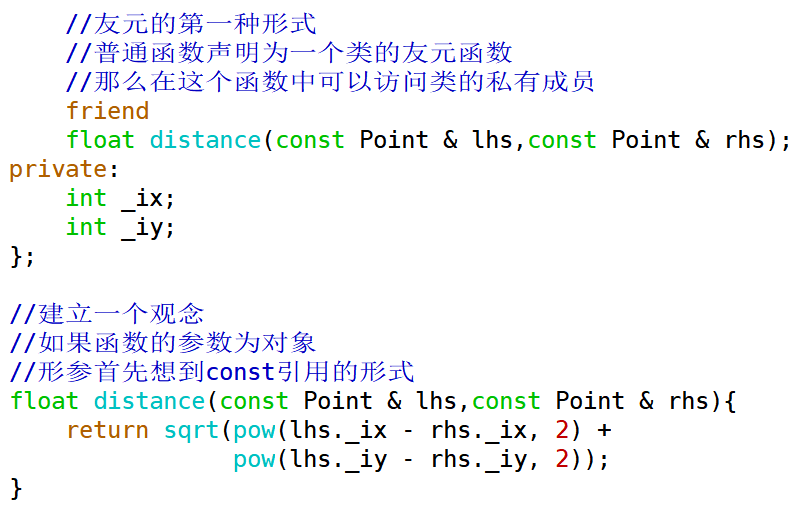 //友元的第一种形式
//普通函数声明为一个类的友元函数
//那么在这个函数中可以访问类的私有成员
friend
float distance(const Point & lhs,const Point & rhs);
private:
int _ix;
int _iy;
};
//建立一个观念
//如果函数的参数为对象
//形参首先想到const引用的形式
float distance(const Point & lhs,const Point & rhs){
return sqrt(pow(lhs._ix - rhs._ix, 2) +
pow(lhs._iy - rhs._iy, 2));
}